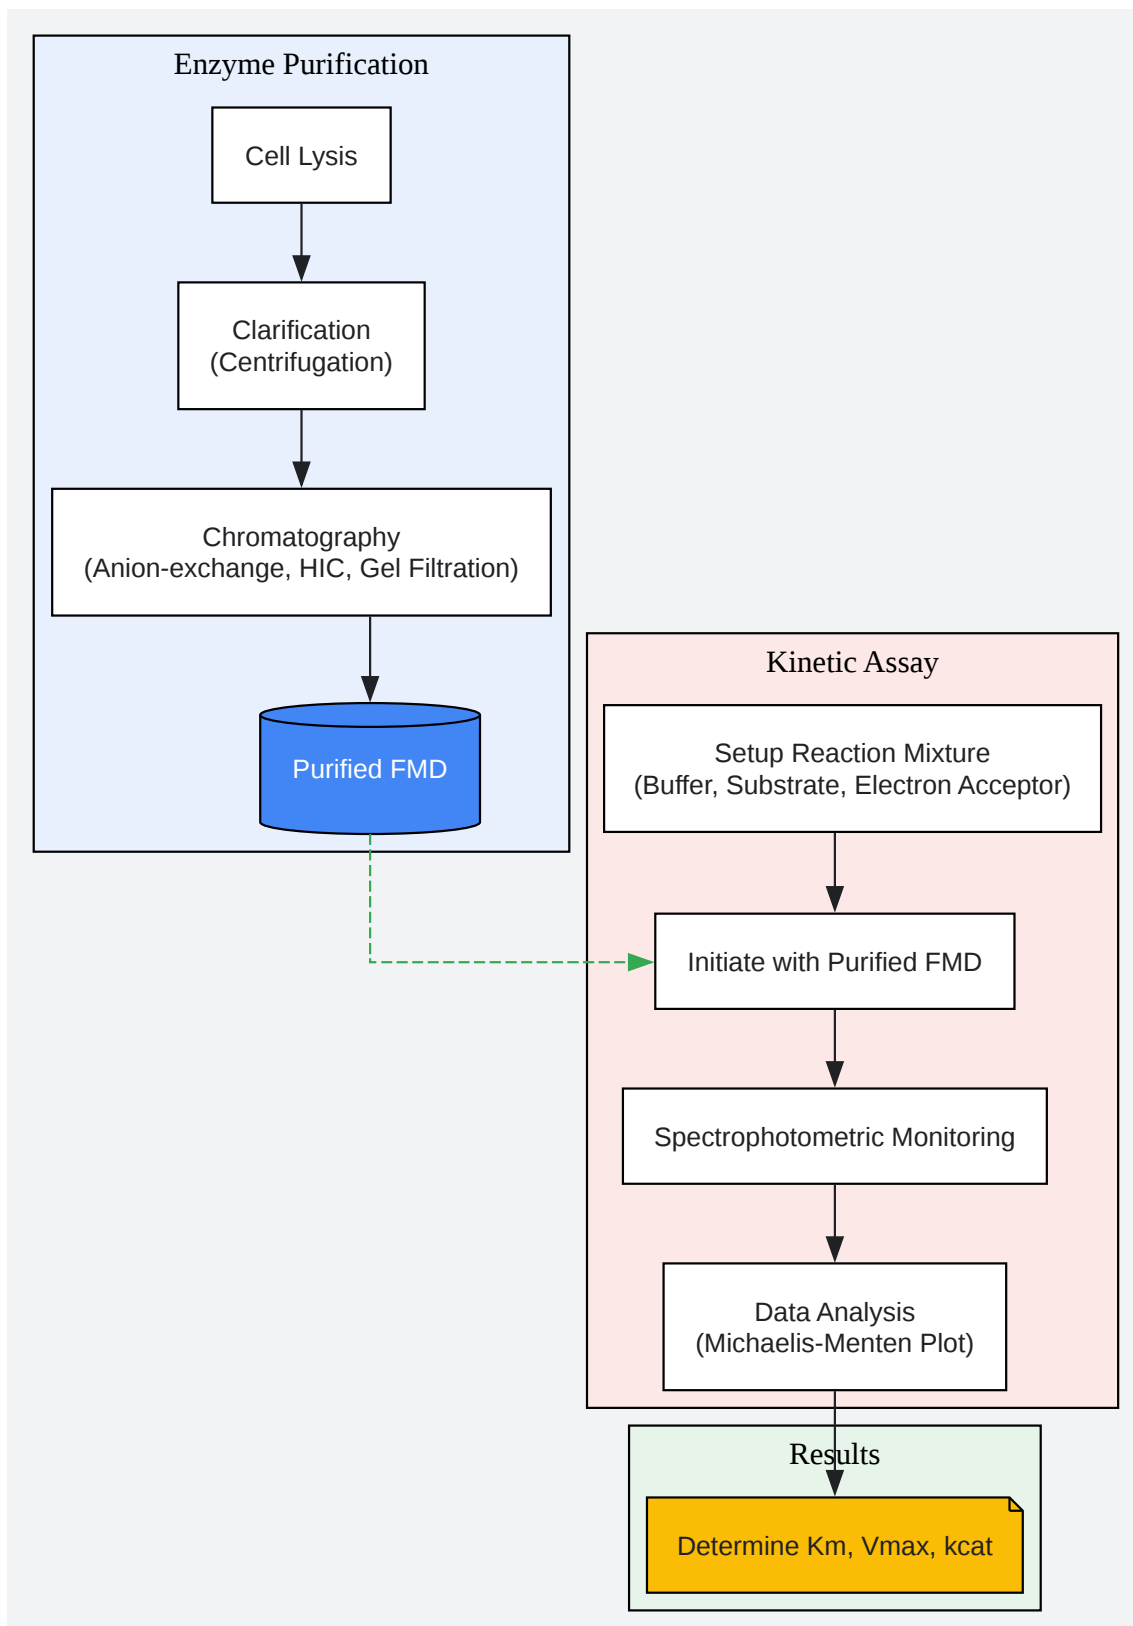 Enzyme Purification
Cell Lysis
Clarification
(Centrifugation)
Chromatography
(Anion-exchange, HIC, Gel Filtration)
Purified FMD
Kinetic Assay
Setup Reaction Mixture
(Buffer, Substrate, Electron Acceptor)
Initiate with Purified FMD
Spectrophotometric Monitoring
Data Analysis
(Michaelis-Menten Plot)
Results
Determine Km, Vmax, kcat